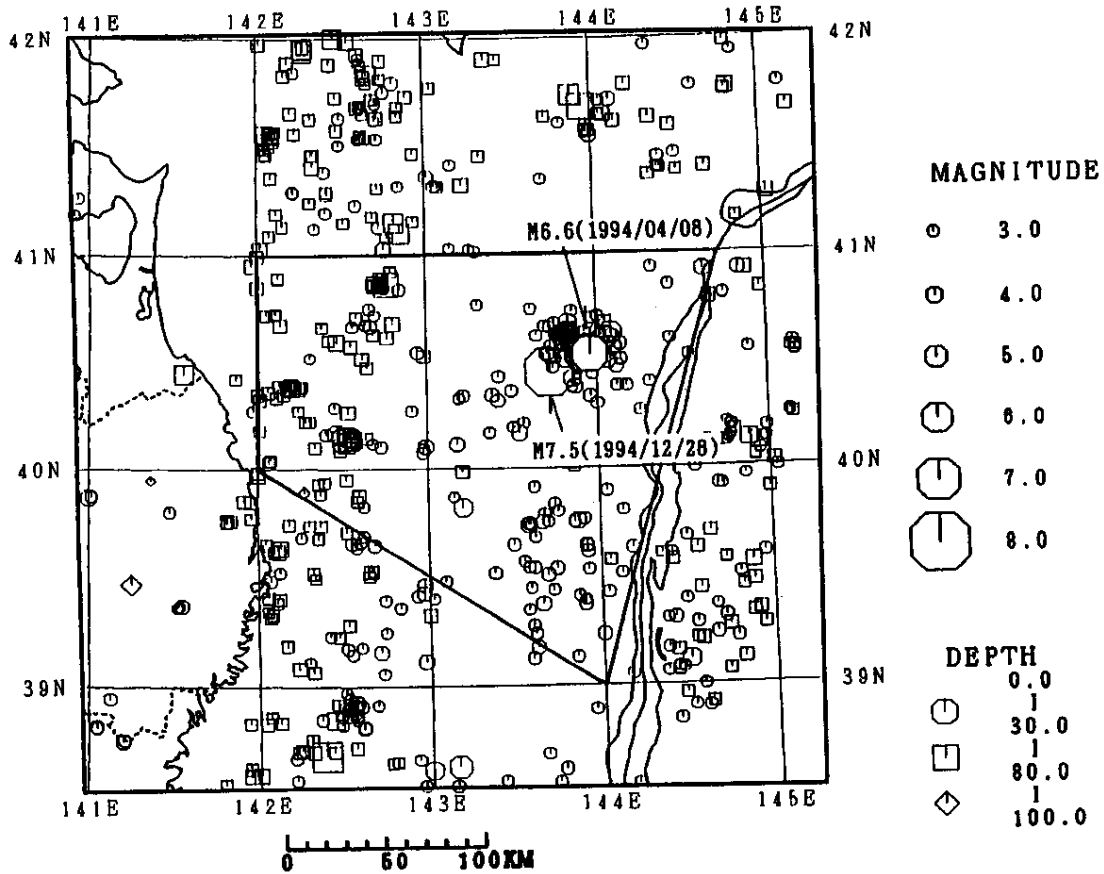 141E 142E 143E 144E 145E
42N 42N
M6.6(1994/04/08)
41N 41N
M7.5(1994/12/28)
40N 40N
39N 39N
141E 142E 143E 144E 145E
0 50 100KM
MAGNITUDE
3.0
4.0
5.0
6.0
7.0
8.0
DEPTH
0.0
30.0
80.0
100.0